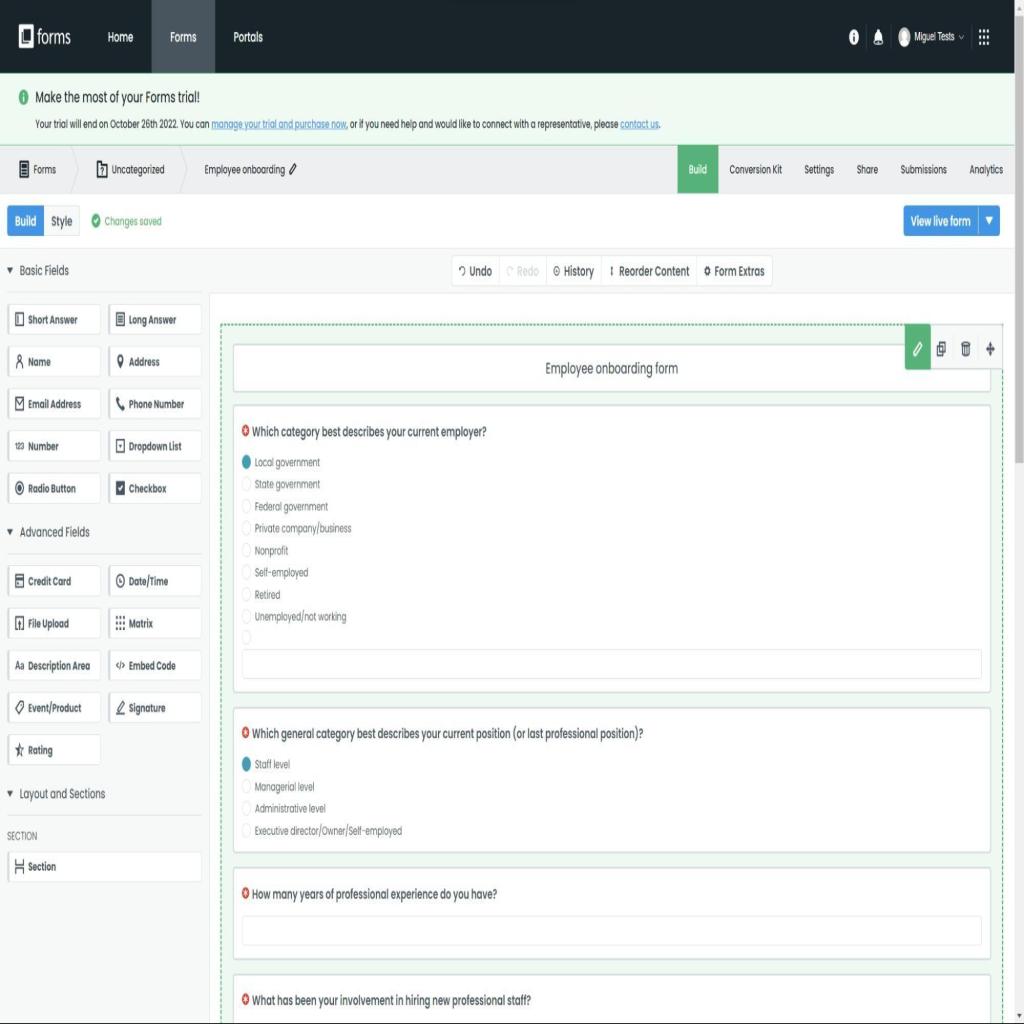 forms
Home
Forms
Portals
Miguel Tests
Make the most of your Forms trial!
Your trial will end on October 26th 2022. You can manage your trial and purchase now, or if you need help and would like to connect with a representative, please contact us.
Forms
Uncategorized
Employee onboarding
Build
Conversion Kit
Settings
Share
Submissions
Analytics
Build
Style
Changes saved
View live form
Basic Fields
Undo
Redo
History
Reorder Content
Form Extras
Short Answer
Long Answer
Name
Address
Email Address
Phone Number
123 Number
Dropdown List
Radio Button
Checkbox
Advanced Fields
Credit Card
Date/Time
File Upload
Matrix
Aa Description Area
</> Embed Code
Event/Product
Signature
Rating
Layout and Sections
SECTION
Section
Employee onboarding form
Which category best describes your current employer?
Local government
State government
Federal government
Private company/business
Nonprofit
Self-employed
Retired
Unemployed/not working
Which general category best describes your current position (or last professional position)?
Staff level
Managerial level
Administrative level
Executive director/Owner/Self-employed
How many years of professional experience do you have?
What has been your involvement in hiring new professional staff?